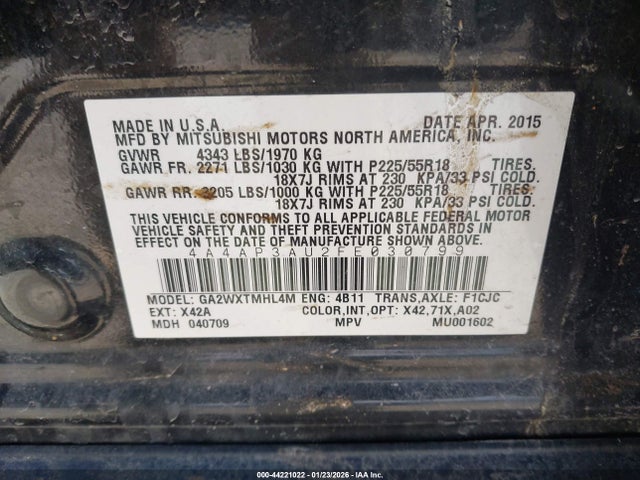 MADE IN U.S.A. DATE APR. 2015
MFD BY MITSUBISHI MOTORS NORTH AMERICA, INC.
GVWR 4343 LBS/1970 KG
GAWR FR. 2271 LBS/1030 KG WITH P225/55R18 TIRES.
18X7J RIMS AT 230 KPA/33 PSI COLD.
GAWR RR. 2205 LBS/1000 KG WITH P225/55R18 TIRES.
18X7J RIMS AT 230 KPA/33 PSI COLD.
THIS VEHICLE CONFORMS TO ALL APPLICABLE FEDERAL MOTOR
VEHICLE SAFETY AND THEFT PREVENTION STANDARDS IN
EFFECT ON THE DATE OF MANUFACTURE SHOWN ABOVE.
4A4AP3AU2FE030799
MODEL: GA2WXTMHL4M ENG: 4B11 TRANS,AXLE: F1CJC
EXT: X42A COLOR,INT,OPT: X42,71X,A02
MDH 040709 MPV MU001602
000-44221022 - 01/23/2026 - IAA Inc.